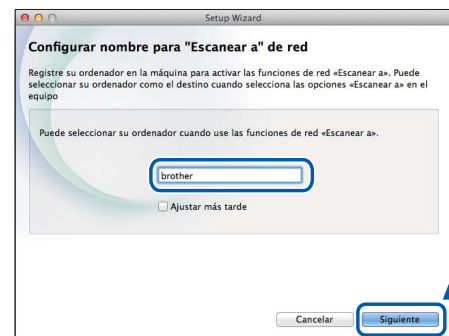 Setup Wizard
Configurar nombre para "Escanear a" de red
Registre su ordenador en la máquina para activar las funciones de red «Escanear a». Puede
seleccionar su ordenador como el destino cuando selecciona las opciones «Escanear a» en el
equipo
Puede seleccionar su ordenador cuando use las funciones de red «Escanear a».
brother
Ajustar más tarde
Cancelar
Siguiente